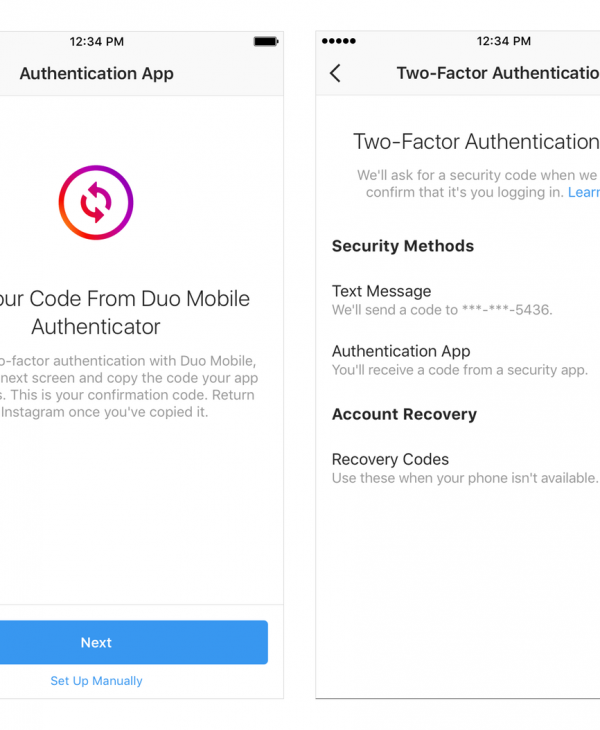 12:34 PM
Authentication App
our Code From Duo Mobile
Authenticator
o-factor authentication with Duo Mobile,
next screen and copy the code your app
s. This is your confirmation code. Return
Instagram once you've copied it.
Next
Set Up Manually
12:34 PM
Two-Factor Authenticatio
Two-Factor Authentication
We'll ask for a security code when we
confirm that it's you logging in. Learn
Security Methods
Text Message
We'll send a code to ***-***-5436.
Authentication App
You'll receive a code from a security app.
Account Recovery
Recovery Codes
Use these when your phone isn't available.